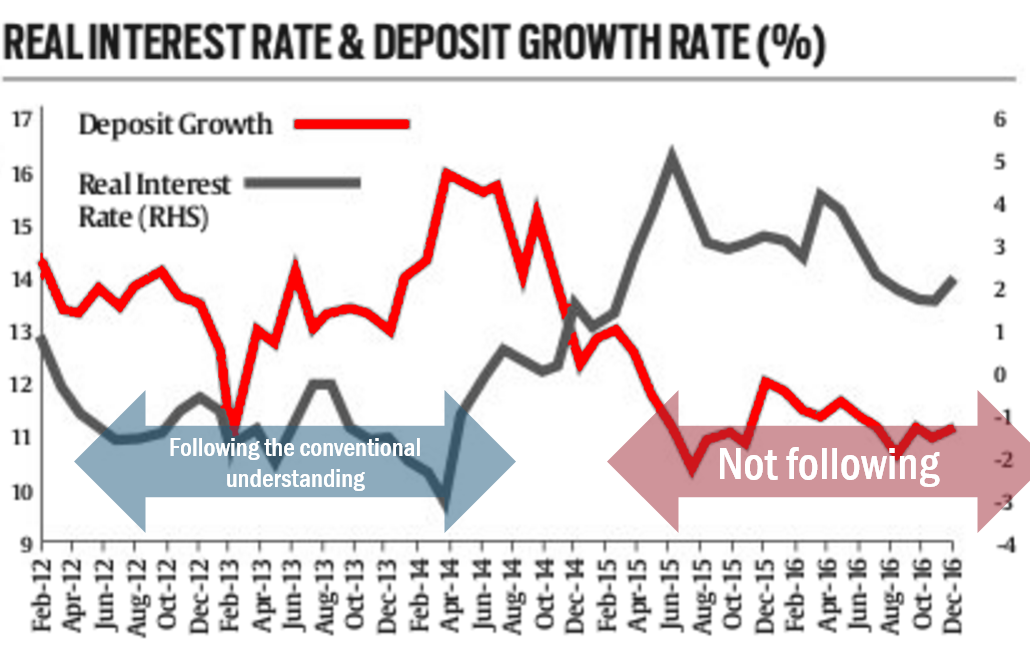 REAL INTEREST RATE & DEPOSIT GROWTH RATE (%)
Deposit Growth
Real Interest
Rate (RHS)
17
16
15
14
13
12
11
10
9
6
5
4
3
2
1
0
-1
-2
-3
-4
Following the conventional
understanding
Not following
Feb-12
Apr-12
Jun-12
Aug-12
Oct-12
Dec-12
Feb-13
Apr-13
Jun-13
Aug-13
Oct-13
Dec-13
Feb-14
Apr-14
Jun-14
Aug-14
Oct-14
Dec-14
Feb-15
Apr-15
Jun-15
Aug-15
Oct-15
Dec-15
Feb-16
Apr-16
Jun-16
Aug-16
Oct-16
Dec-16